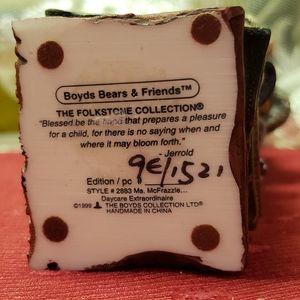 Boyds Bears & Friends™
THE FOLKSTONE COLLECTION®
"Blessed be the hand that prepares a pleasure
for a child, for there is no saying when and
where it may bloom forth."
- Jerrold
Edition / pc 9E/1521
STYLE # 2883 Ms. McFrazzle...
Daycare Extraordinaire
©1999 THE BOYDS COLLECTION LTD®
HANDMADE IN CHINA